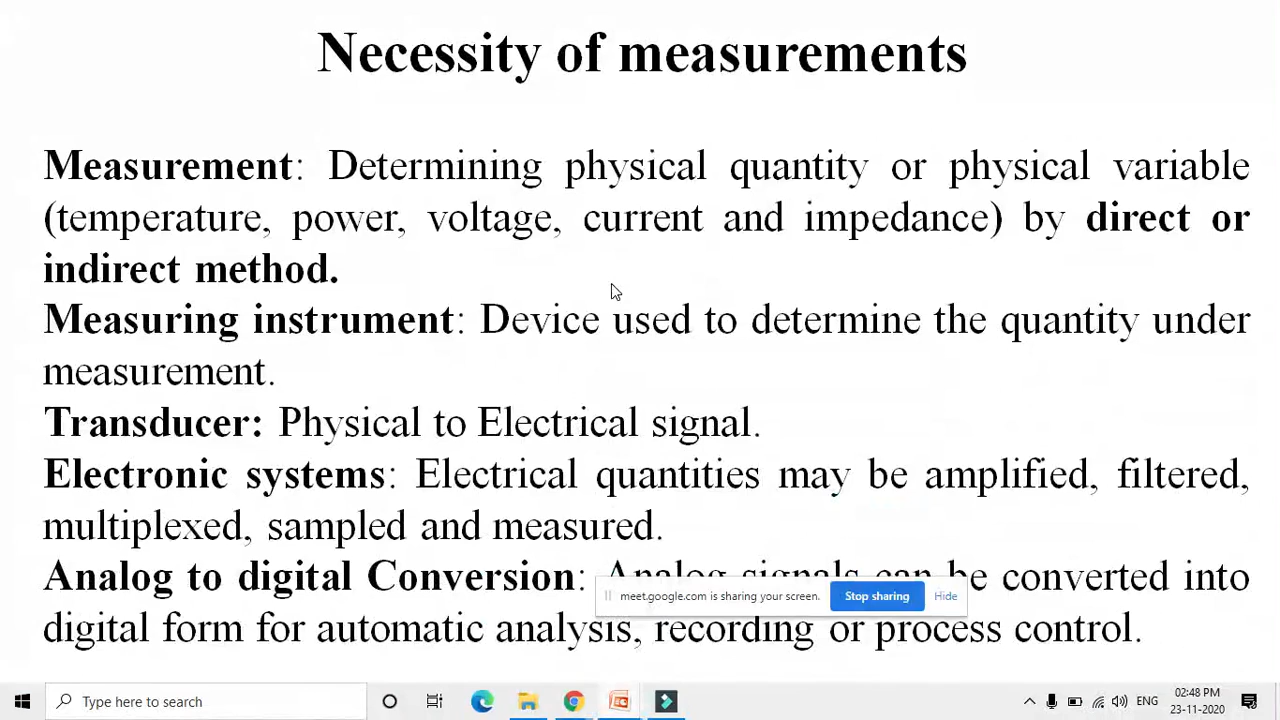 Necessity of measurements
Measurement: Determining physical quantity or physical variable
(temperature, power, voltage, current and impedance) by direct or
indirect method.
Measuring instrument: Device used to determine the quantity under
measurement.
Transducer: Physical to Electrical signal.
Electronic systems: Electrical quantities may be amplified, filtered,
multiplexed, sampled and measured.
Analog to digital Conversion: Analog signals can be converted into
meet.google.com is sharing your screen. Stop sharing Hide
digital form for automatic analysis, recording or process control.
Type here to search
ENG
02:48 PM
23-11-2020